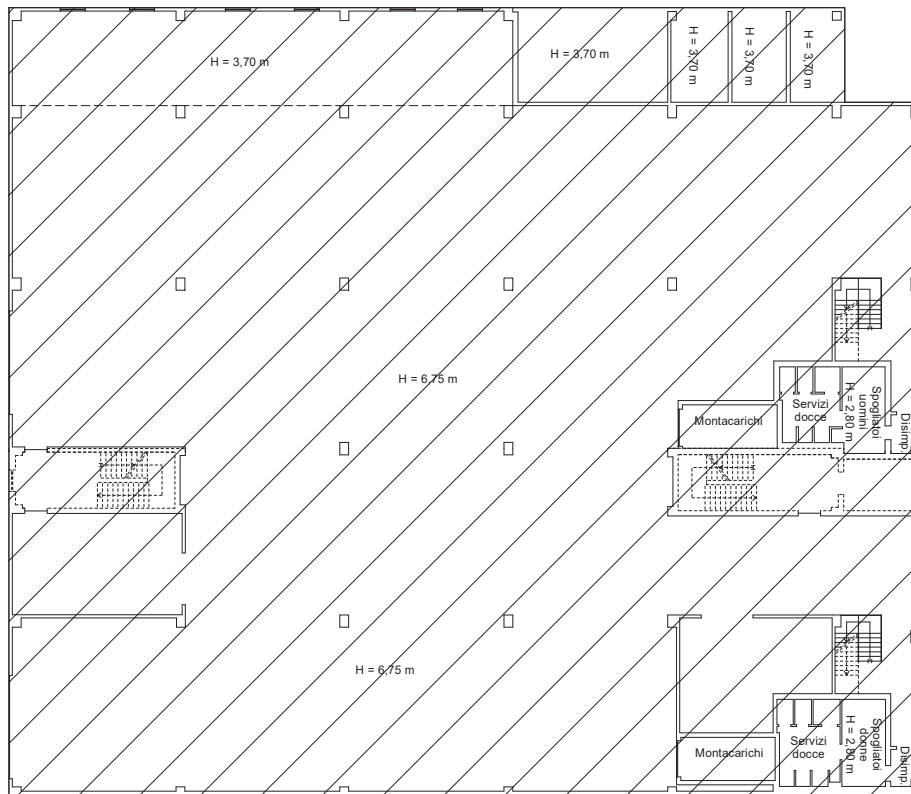 H = 3,70 m
H = 3,70 m
H = 3,70 m
H = 3,70 m
H = 3,70 m
H = 6,75 m
Montacarichi
Servizi
docce
Spogliatoi
uomini
H = 2,80 m
Disimp.
H = 6,75 m
Montacarichi
Servizi
docce
Spogliatoi
donne
H = 2,80 m
Disimp.